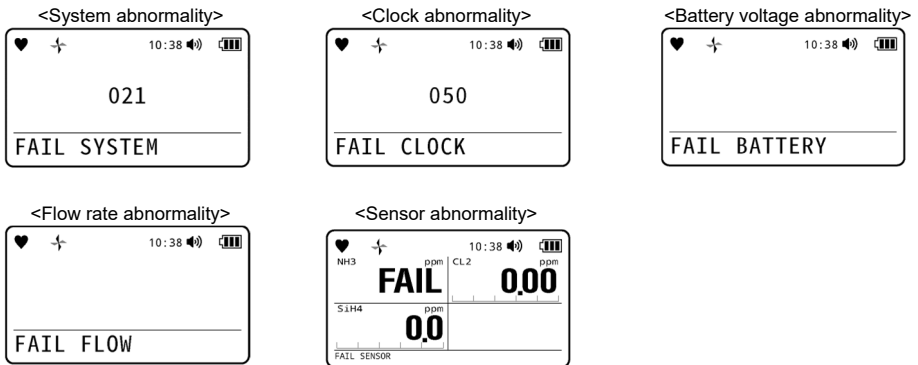 <System abnormality>
10:38
021
FAIL SYSTEM
<Clock abnormality>
10:38
050
FAIL CLOCK
<Battery voltage abnormality>
10:38
FAIL BATTERY
<Flow rate abnormality>
10:38
FAIL FLOW
<Sensor abnormality>
10:38
NH3 ppm CL2 ppm
FAIL 0.00
SiH4 ppm
0.0
FAIL SENSOR